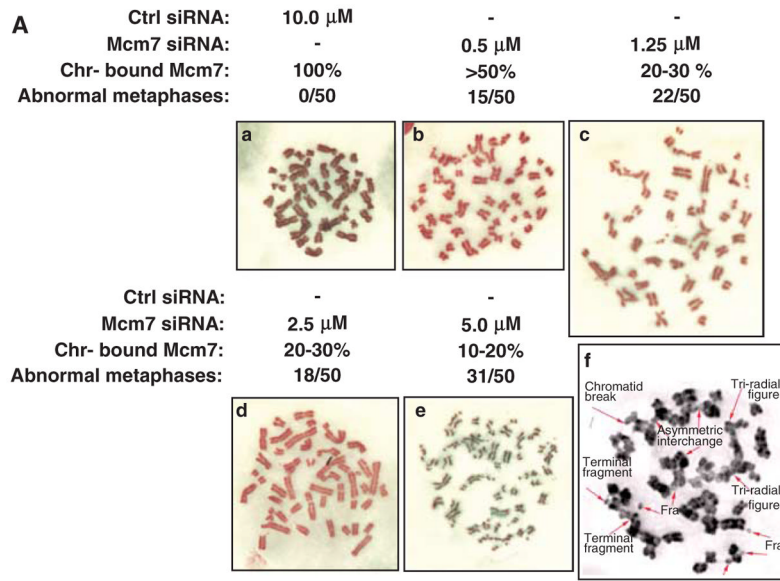 A
Ctrl siRNA: 10.0 μM -
Mcm7 siRNA: - 0.5 μM 1.25 μM
Chr- bound Mcm7: 100% >50% 20-30 %
Abnormal metaphases: 0/50 15/50 22/50
a b c
Ctrl siRNA: - -
Mcm7 siRNA: 2.5 μM 5.0 μM
Chr- bound Mcm7: 20-30% 10-20%
Abnormal metaphases: 18/50 31/50
d e f
Chromatid
break
Tri-radial
figure
Asymmetric
interchange
Terminal
fragment
Tri-radial
figure
Fra
Terminal
fragment
Fra